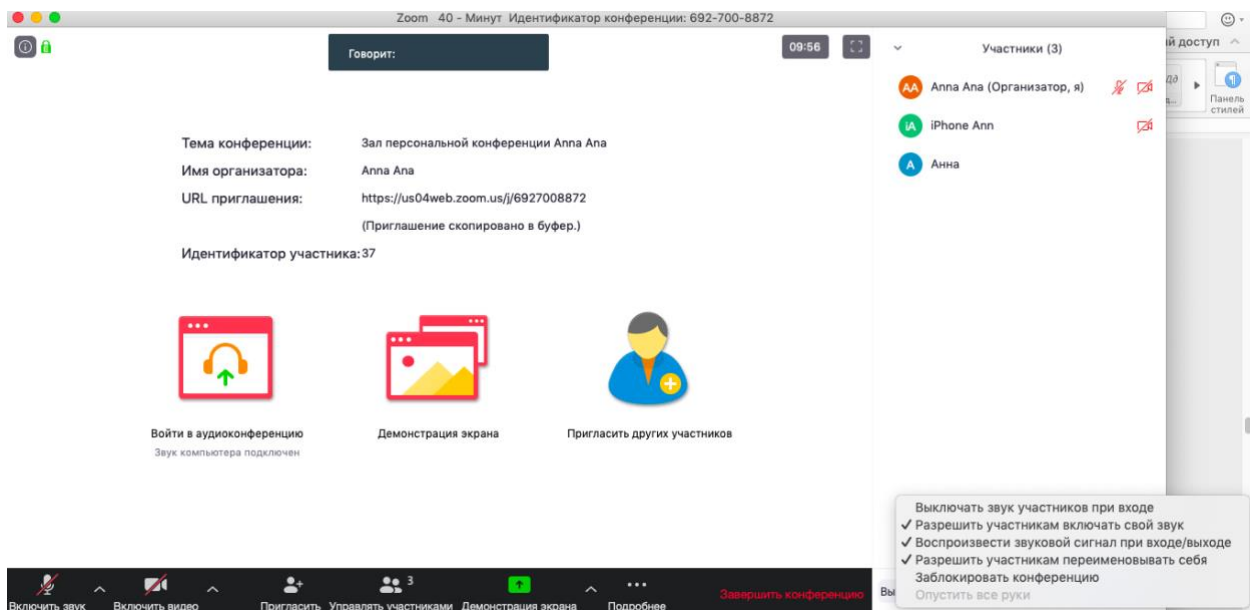 Zoom 40 - Минут Идентификатор конференции: 692-700-8872
Говорит:
09:56
Тема конференции: Зал персональной конференции Anna Ana
Имя организатора: Anna Ana
URL приглашения: https://us04web.zoom.us/j/6927008872
(Приглашение скопировано в буфер.)
Идентификатор участника: 37
Войти в аудиоконференцию
Звук компьютера подключен
Демонстрация экрана
Пригласить других участников
Включить звук
Включить видео
Пригласить
3
Управлять участниками
Демонстрация экрана
Подробнее
Завершить конференцию
Участники (3)
AA Anna Ana (Организатор, я)
iA iPhone Ann
А Анна
Вы
Выключать звук участников при входе
✓ Разрешить участникам включать свой звук
✓ Воспроизвести звуковой сигнал при входе/выходе
✓ Разрешить участникам переименовывать себя
Заблокировать конференцию
Опустить все руки
й доступ
Панель
стилей